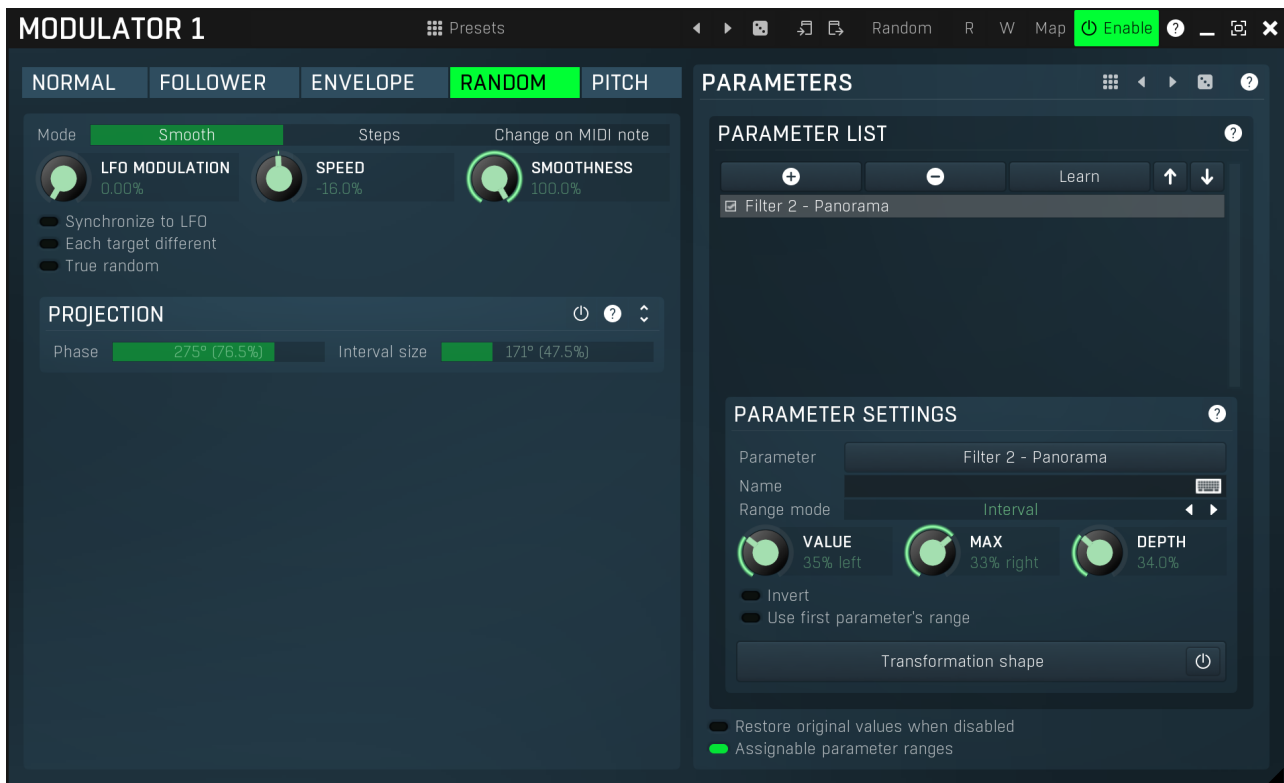 MODULATOR 1
Presets
Random R W Map Enable ?
NORMAL FOLLOWER ENVELOPE RANDOM PITCH
Mode Smooth Steps Change on MIDI note
LFO MODULATION
0.00%
SPEED
-16.0%
SMOOTHNESS
100.0%
Synchronize to LFO
Each target different
True random
PROJECTION ?
Phase 275° (76.5%) Interval size 171° (47.5%)
PARAMETERS ?
PARAMETER LIST ?
Learn
Filter 2 - Panorama
PARAMETER SETTINGS ?
Parameter Filter 2 - Panorama
Name
Range mode Interval
VALUE
35% left
MAX
33% right
DEPTH
34.0%
Invert
Use first parameter's range
Transformation shape
Restore original values when disabled
Assignable parameter ranges